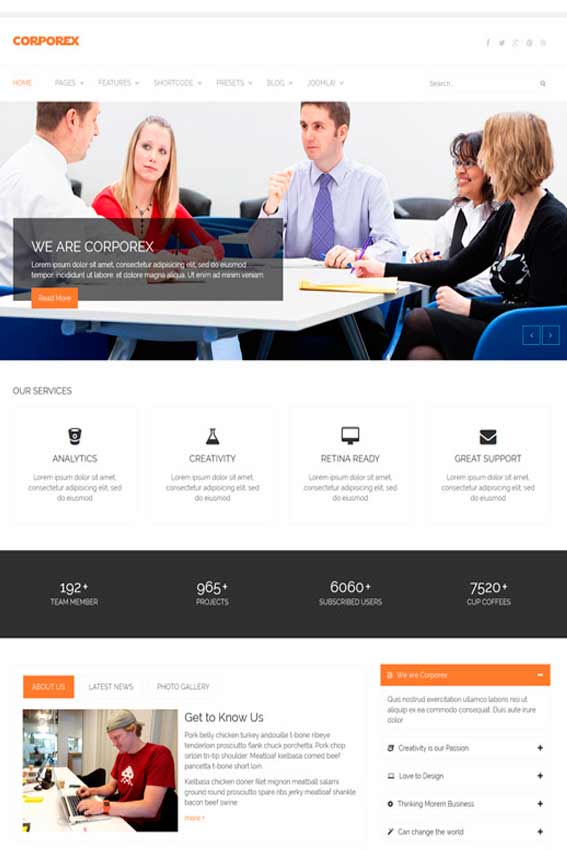 CORPOREX
HOME PAGES FEATURES SHORTCODE PRESETS BLOG JOOMLA! Search...
WE ARE CORPOREX
Lorem ipsum dolor sit amet, consectetur adipisicing elit, sed do eiusmod
tempor. incididunt ut labore. et dolore magna aliqua. Ut enim ad minim veniam.
Read More
OUR SERVICES
ANALYTICS
Lorem ipsum dolor sit amet,
consectetur adipisicing elit, sed
do eiusmod
CREATIVITY
Lorem ipsum dolor sit amet,
consectetur adipisicing elit, sed
do eiusmod
RETINA READY
Lorem ipsum dolor sit amet,
consectetur adipisicing elit, sed
do eiusmod
GREAT SUPPORT
Lorem ipsum dolor sit amet,
consectetur adipisicing elit, sed
do eiusmod
192+
TEAM MEMBER
965+
PROJECTS
6060+
SUBSCRIBED USERS
7520+
CUP COFFEES
ABOUT US LATEST NEWS PHOTO GALLERY
Get to Know Us
Pork belly chicken turkey andouille t-bone ribeye
tenderloin prosciutto flank chuck porchetta. Pork chop
sirloin tri-tip shoulder. Meatloaf kielbasa corned beef
pancetta t-bone short loin.
Kielbasa chicken doner filet mignon meatball salami
ground round prosciutto spare ribs jerky meatloaf shankle
bacon beef swine.
more +
We are Corporex
Quis nostrud exercitation ullamco laboris nisi ut
aliquip ex ea commodo consequat. Duis aute irure
dolor
Creativity is our Passion
Love to Design
Thinking Morern Business
Can change the world